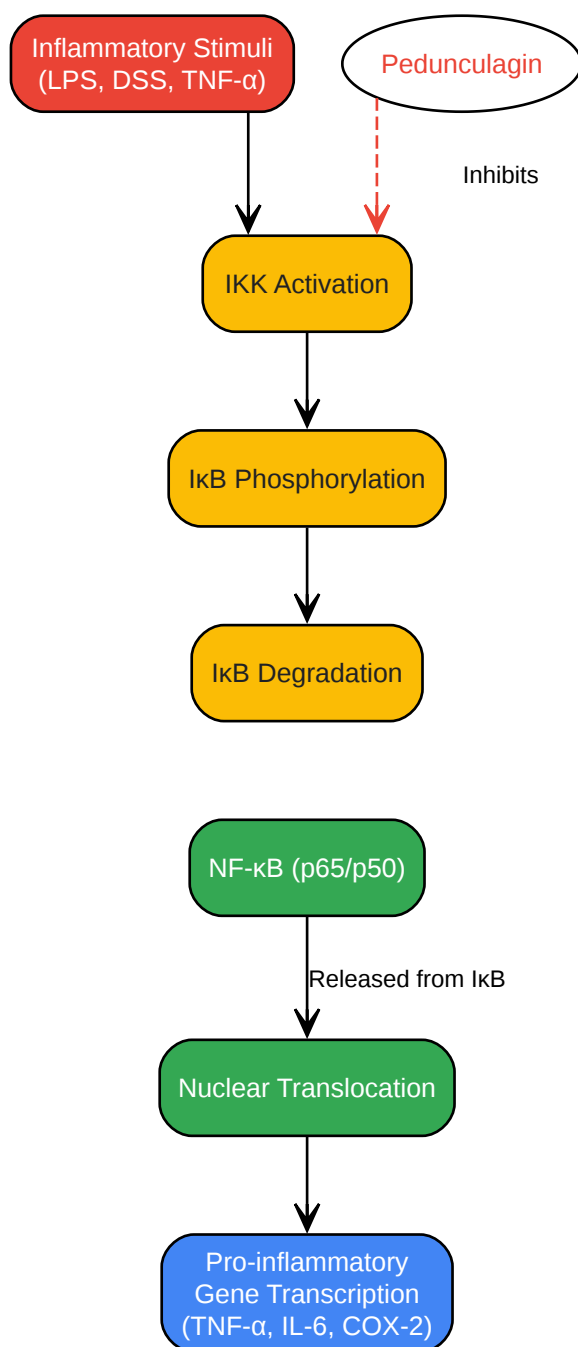 Inflammatory Stimuli
(LPS, DSS, TNF-α)
Pedunculagin
Inhibits
IKK Activation
IκB Phosphorylation
IκB Degradation
NF-κB (p65/p50)
Released from IκB
Nuclear Translocation
Pro-inflammatory
Gene Transcription
(TNF-α, IL-6, COX-2)